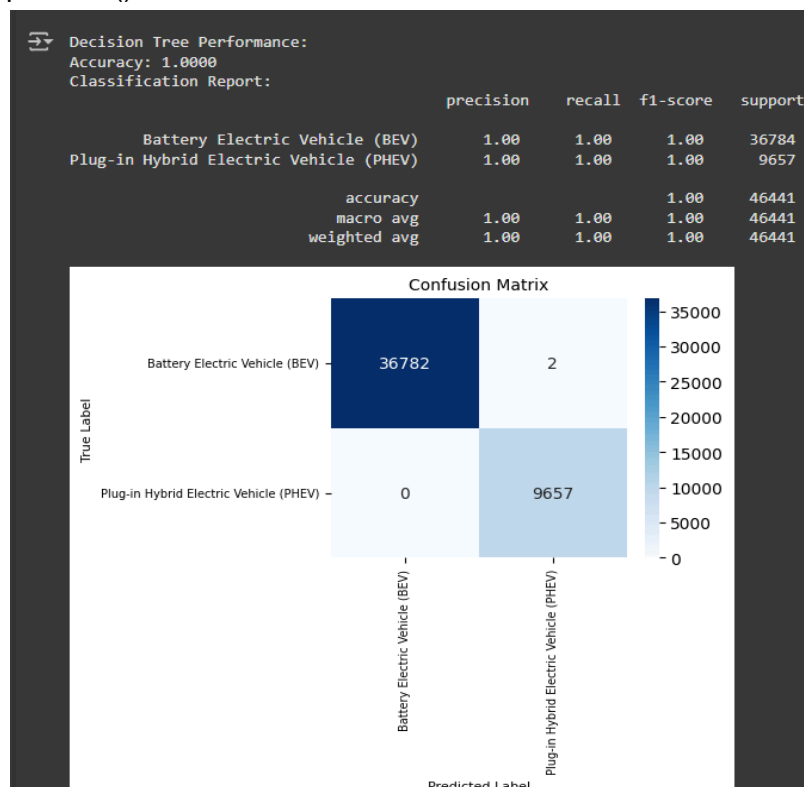 Decision Tree Performance:
Accuracy: 1.0000
Classification Report:
precision recall f1-score support
Battery Electric Vehicle (BEV) 1.00 1.00 1.00 36784
Plug-in Hybrid Electric Vehicle (PHEV) 1.00 1.00 1.00 9657
accuracy 1.00 46441
macro avg 1.00 1.00 1.00 46441
weighted avg 1.00 1.00 1.00 46441
Confusion Matrix
Battery Electric Vehicle (BEV)
36782 2
Plug-in Hybrid Electric Vehicle (PHEV)
0 9657
True Label
35000
30000
25000
20000
15000
10000
5000
0
Battery Electric Vehicle (BEV)
Plug-in Hybrid Electric Vehicle (PHEV)
Predicted Label